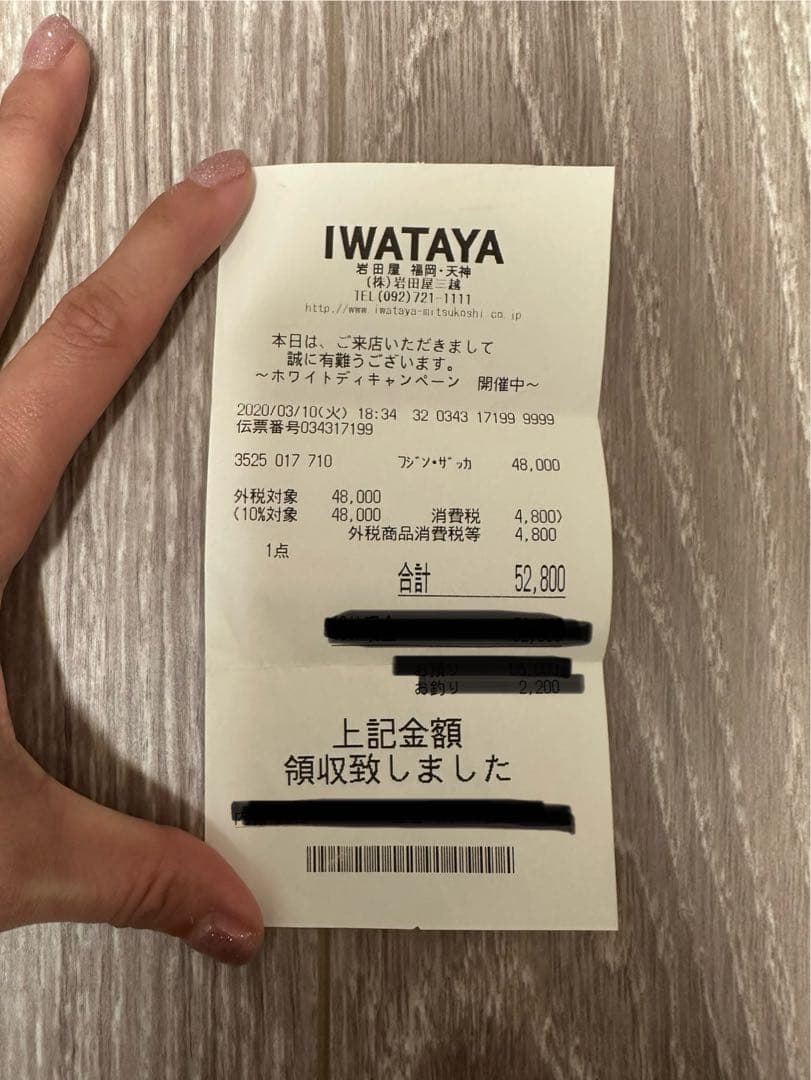 IWATAYA
岩田屋 福岡・天神
(株)岩田屋三越
TEL(092)721-1111
http://www.iwataya-mitsukoshi.co.jp
本日は、ご来店いただきまして
誠に有難うございます。
～ホワイトディキャンペーン 開催中～
2020/03/10(火) 18:34 32 0343 17199 9999
伝票番号034317199
3525 017 710 フジン・ザッカ 48,000
外税対象 48,000
(10%対象 48,000 消費税 4,800)
外税商品消費税等 4,800
1点
合計 52,800
お釣り 2,200
上記金額
領収致しました